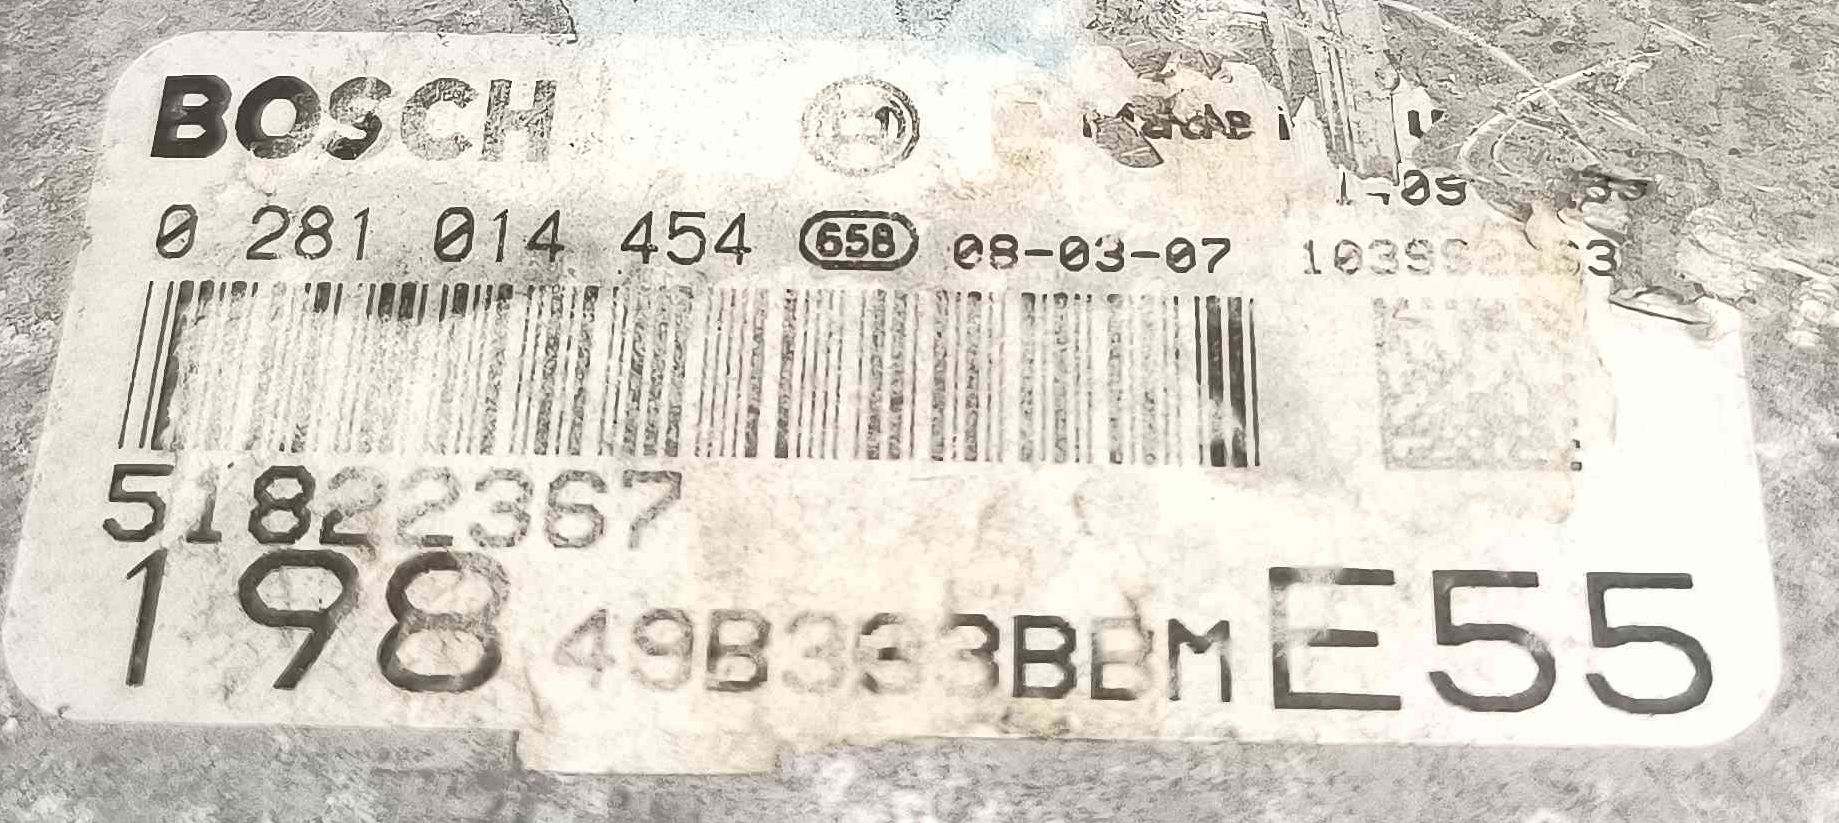 BOSCH
0 281 014 454 658 08-03-07
51822367
198 49B333BBM E55